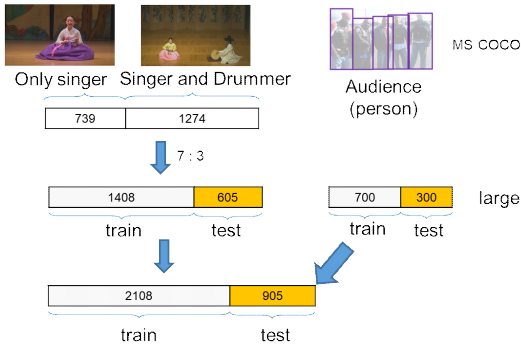 MS COCO
Only singer
Singer and Drummer
Audience
(person)
739
1274
7 : 3
1408
605
700
300
large
train
test
train
test
2108
905
train
test